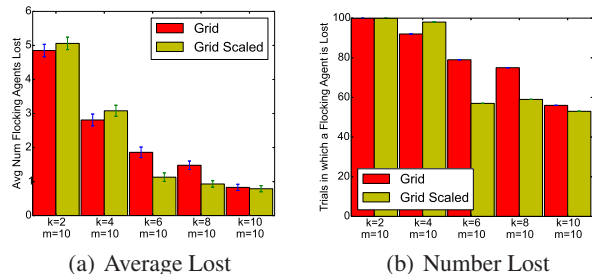 6
5
4
3
2
1
0
Avg Num Flocking Agents Lost
Grid
Grid Scaled
k=2 k=4 k=6 k=8 k=10
m=10 m=10 m=10 m=10 m=10
(a) Average Lost
100
80
60
40
20
0
Trials in which a Flocking Agent is Lost
Grid
Grid Scaled
k=2 k=4 k=6 k=8 k=10
m=10 m=10 m=10 m=10 m=10
(b) Number Lost